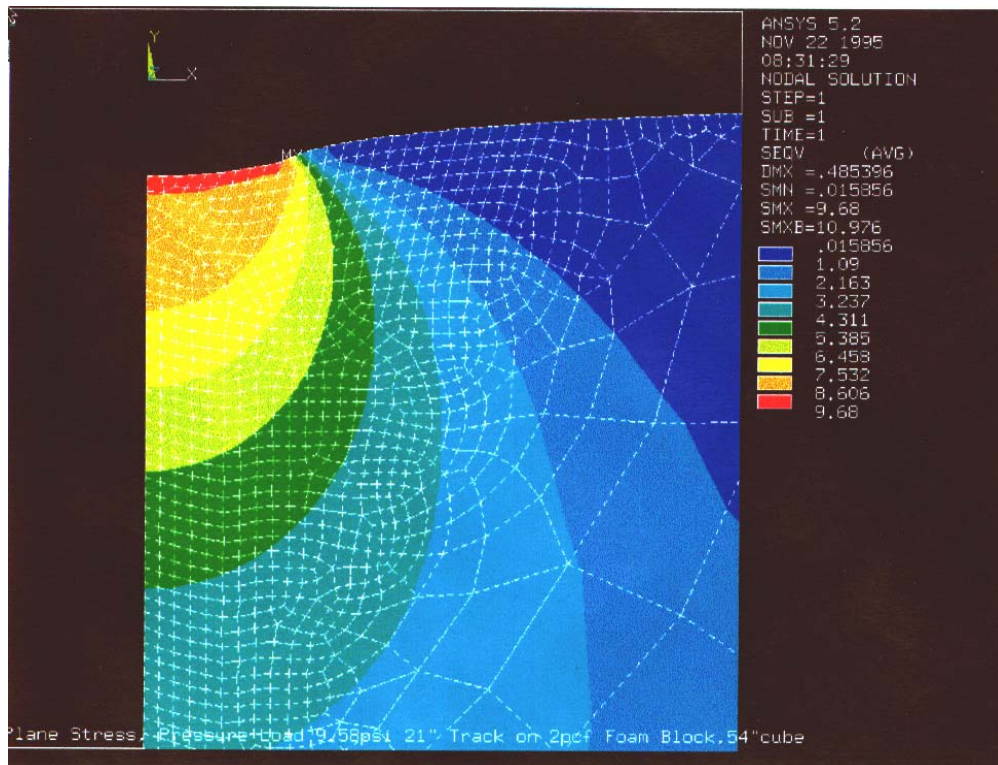 Y
X
MX
ANSYS 5.2
NOV 22 1995
08:31:29
NODAL SOLUTION
STEP=1
SUB =1
TIME=1
SEQV (AVG)
DMX =.485396
SMN =.015856
SMX =9.68
SMXB=10.976
.015856
1.09
2.163
3.237
4.311
5.385
6.458
7.532
8.606
9.68
Plane Stress, Pressure Load 9.58psi 21" Track on 2pcf Foam Block,54"cube